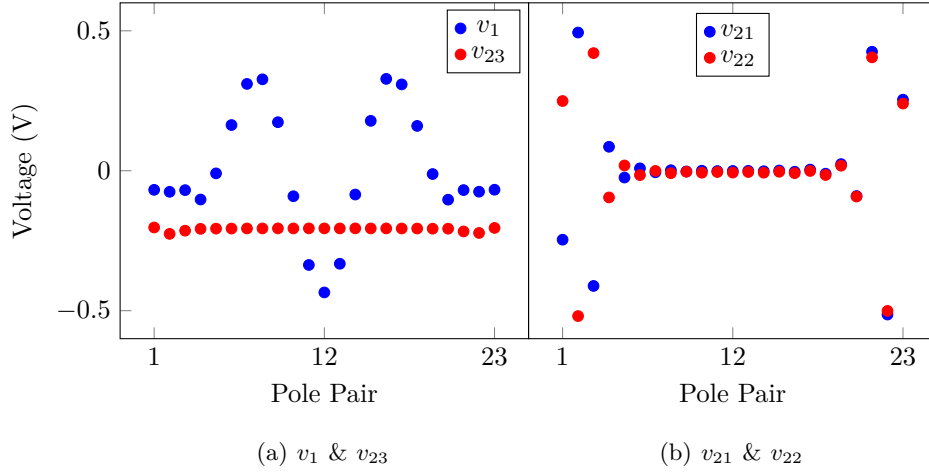 0.5
0
−0.5
Voltage (V)
v1
v23
v21
v22
1 12 23
1 12 23
Pole Pair
Pole Pair
(a) v1 & v23
(b) v21 & v22